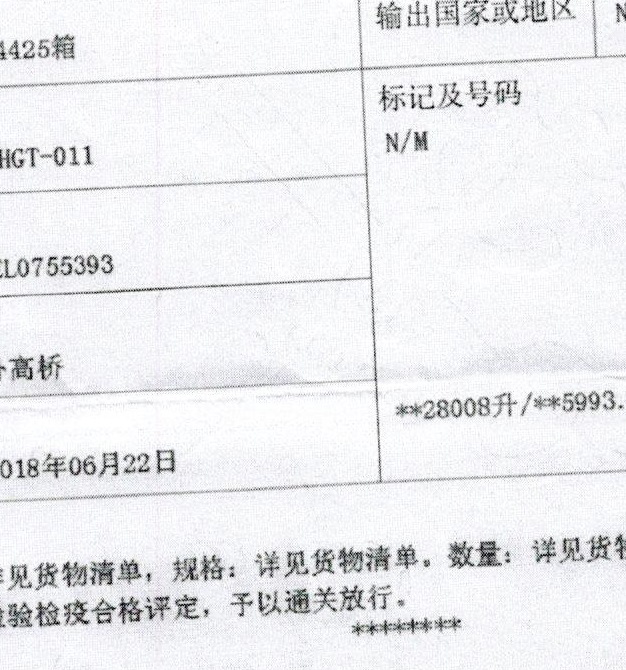 输出国家或地区
4425箱
标记及号码
N/M
HGT-011
L0755393
高桥
**28008升/**5993.
018年06月22日
见货物清单，规格：详见货物清单。数量：详见货物
验检疫合格评定，予以通关放行。
********